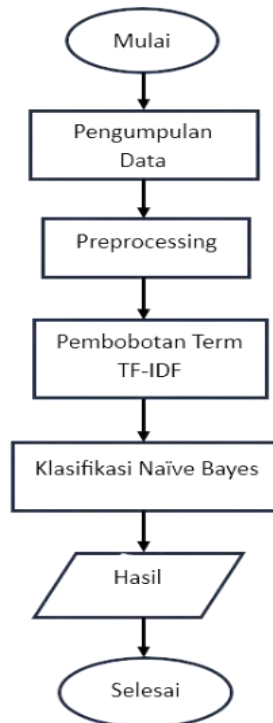 Mulai
Pengumpulan
Data
Preprocessing
Pembobotan Term
TF-IDF
Klasifikasi Naïve Bayes
Hasil
Selesai